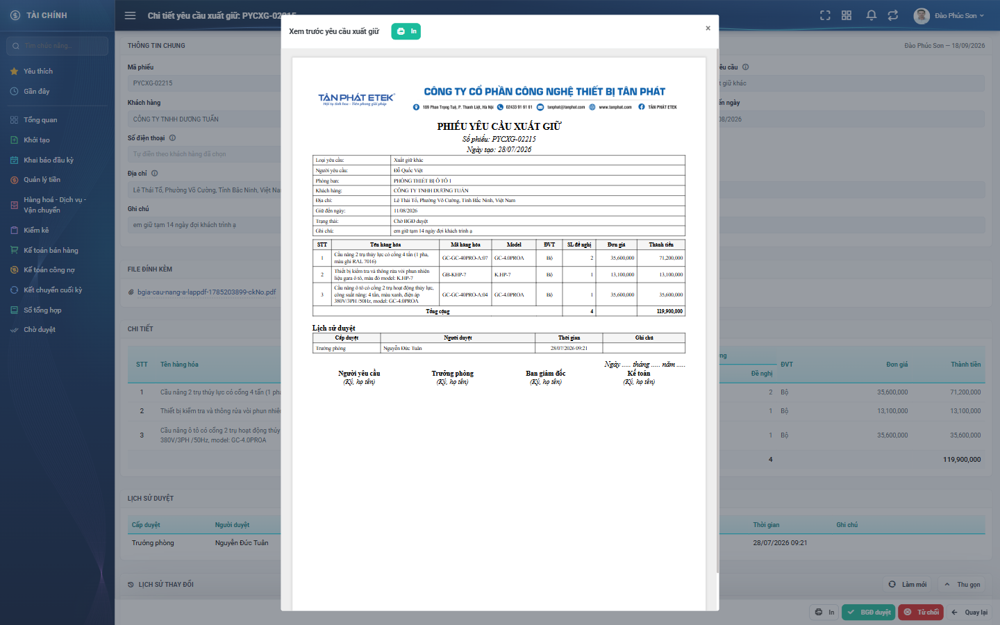 TÀI CHÍNH
Chi tiết yêu cầu xuất giữ: PYCXG-02215
Đào Phúc Sơn
Tìm chức năng...
Yêu thích
Gần đây
Tổng quan
Khởi tạo
Khai báo đầu kỳ
Quản lý tiền
Hàng hoá - Dịch vụ -
Vận chuyển
Kiểm kê
Kế toán bán hàng
Kế toán công nợ
Kết chuyển cuối kỳ
Sổ tổng hợp
Chờ duyệt
THÔNG TIN CHUNG
Đào Phúc Sơn — 18/09/2026
Mã phiếu
PYCXG-02215
êu cầu
t giữ khác
Khách hàng
CÔNG TY TNHH DƯƠNG TUẤN
ến ngày
08/2026
Số điện thoại
Tự điền theo khách hàng đã chọn
Địa chỉ
Lê Thái Tổ, Phường Võ Cường, Tỉnh Bắc Ninh, Việt Na
Ghi chú
em giữ tạm 14 ngày đợi khách trình ạ
FILE ĐÍNH KÈM
bgia-cau-nang-a-lappdf-1785203899-ckNo.pdf
CHI TIẾT
STT Tên hàng hóa ng Đề nghị ĐVT Đơn giá Thành tiền
1 Cầu nâng 2 trụ thủy lực có cổng 4 tấn (1 pha 2 Bộ 35,600,000 71,200,000
2 Thiết bị kiểm tra và thông rửa vòi phun nhiên 1 Bộ 13,100,000 13,100,000
3 Cầu nâng ô tô có cổng 2 trụ hoạt động thủy 1 Bộ 35,600,000 35,600,000
380V/3PH /50Hz, model: GC-4.0PROA
4 119,900,000
LỊCH SỬ DUYỆT
Cấp duyệt Người duyệt Thời gian Ghi chú
Trưởng phòng Nguyễn Đức Tuân 28/07/2026 09:21
LỊCH SỬ THAY ĐỔI
Làm mới
Thu gọn
In
BGĐ duyệt
Từ chối
Quay lại
Xem trước yêu cầu xuất giữ
In
×
TÂN PHÁT ETEK®
Hội tụ tinh hoa - Tiên phong giải pháp
CÔNG TY CỔ PHẦN CÔNG NGHỆ THIẾT BỊ TÂN PHÁT
189 Phan Trọng Tuệ, P. Thanh Liệt, Hà Nội 02433 91 61 61 tanphat@tanphat.com www.tanphat.com TÂN PHÁT ETEK
PHIẾU YÊU CẦU XUẤT GIỮ
Số phiếu: PYCXG-02215
Ngày tạo: 28/07/2026
Loại yêu cầu: Xuất giữ khác
Người yêu cầu: Đỗ Quốc Việt
Phòng ban: PHÒNG THIẾT BỊ Ô TÔ 1
Khách hàng: CÔNG TY TNHH DƯƠNG TUẤN
Địa chỉ: Lê Thái Tổ, Phường Võ Cường, Tỉnh Bắc Ninh, Việt Nam
Giữ đến ngày: 11/08/2026
Trạng thái: Chờ BGĐ duyệt
Ghi chú: em giữ tạm 14 ngày đợi khách trình ạ
STT Tên hàng hóa Mã hàng hóa Model ĐVT SL đề nghị Đơn giá Thành tiền
1 Cầu nâng 2 trụ thủy lực có cổng 4 tấn (1 pha, màu ghi RAL 7016) GC-GC-40PRO-A:07 GC-4.0PROA Bộ 2 35,600,000 71,200,000
2 Thiết bị kiểm tra và thông rửa vòi phun nhiên liệu gara ô tô, màu đỏ model: K.HP-7 GB-KHP-7 K.HP-7 Bộ 1 13,100,000 13,100,000
3 Cầu nâng ô tô có cổng 2 trụ hoạt động thủy lực, công suất nâng: 4 tấn, màu xanh, điện áp 380V/3PH /50Hz, model: GC-4.0PROA GC-GC-40PRO-A:04 GC-4.0PROA Bộ 1 35,600,000 35,600,000
Tổng cộng 4 119,900,000
Lịch sử duyệt
Cấp duyệt Người duyệt Thời gian Ghi chú
Trưởng phòng Nguyễn Đức Tuân 28/07/2026 09:21
Ngày ..... tháng ..... năm .....
Người yêu cầu Trưởng phòng Ban giám đốc Kế toán
(Ký, họ tên) (Ký, họ tên) (Ký, họ tên) (Ký, họ tên)